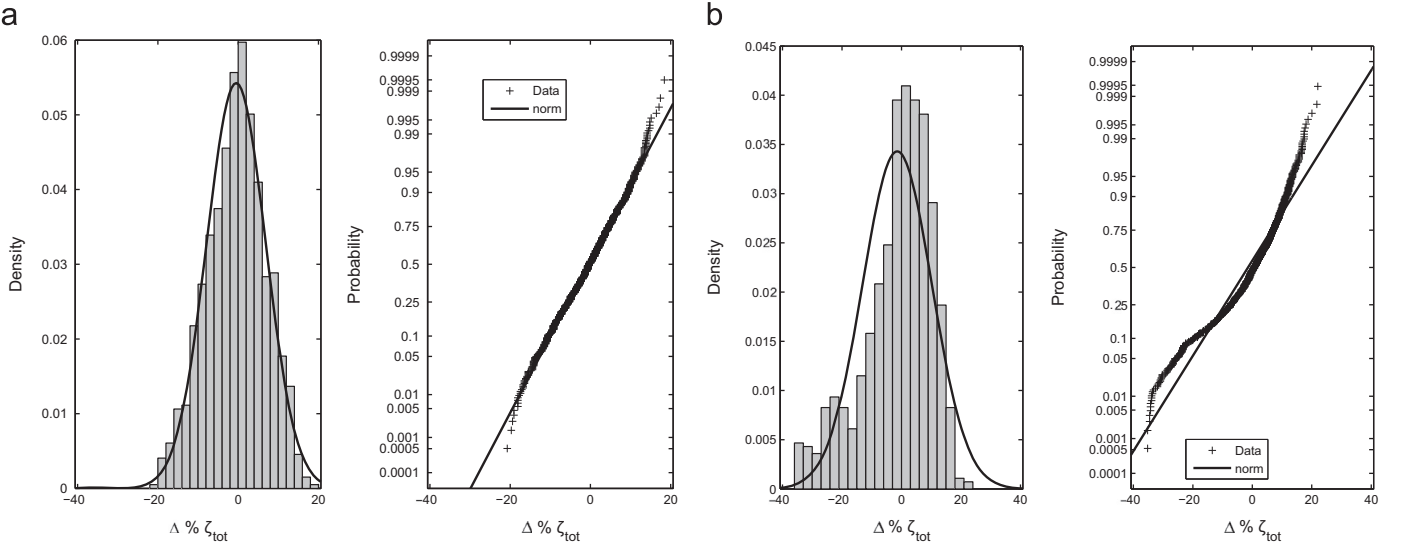 a
0.06
0.05
0.04
0.03
0.02
0.01
0
−40 −20 0 20
Density
Δ % ζtot
0.9999
0.9995
0.999
0.995
0.99
0.95
0.9
0.75
0.5
0.25
0.1
0.05
0.01
0.005
0.001
0.0005
0.0001
−40 −20 0 20
Probability
Δ % ζtot
Data
norm
b
0.045
0.04
0.035
0.03
0.025
0.02
0.015
0.01
0.005
0
−40 −20 0 20 40
Density
Δ % ζtot
0.9999
0.9995
0.999
0.995
0.99
0.95
0.9
0.75
0.5
0.25
0.1
0.05
0.01
0.005
0.001
0.0005
0.0001
−40 −20 0 20 40
Probability
Δ % ζtot
Data
norm